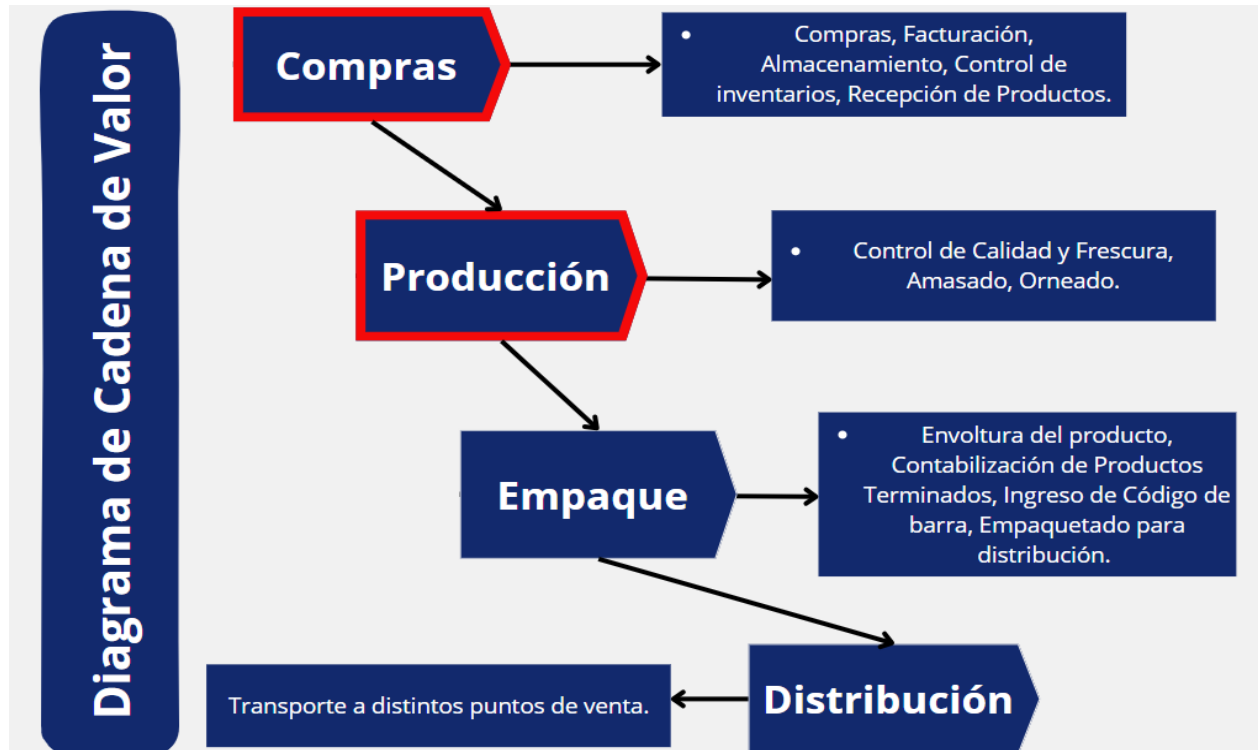 Diagrama de Cadena de Valor
Compras
• Compras, Facturación,
Almacenamiento, Control de
inventarios, Recepción de Productos.
Producción
• Control de Calidad y Frescura,
Amasado, Orneado.
Empaque
• Envoltura del producto,
Contabilización de Productos
Terminados, Ingreso de Código de
barra, Empaquetado para
distribución.
Distribución
Transporte a distintos puntos de venta.